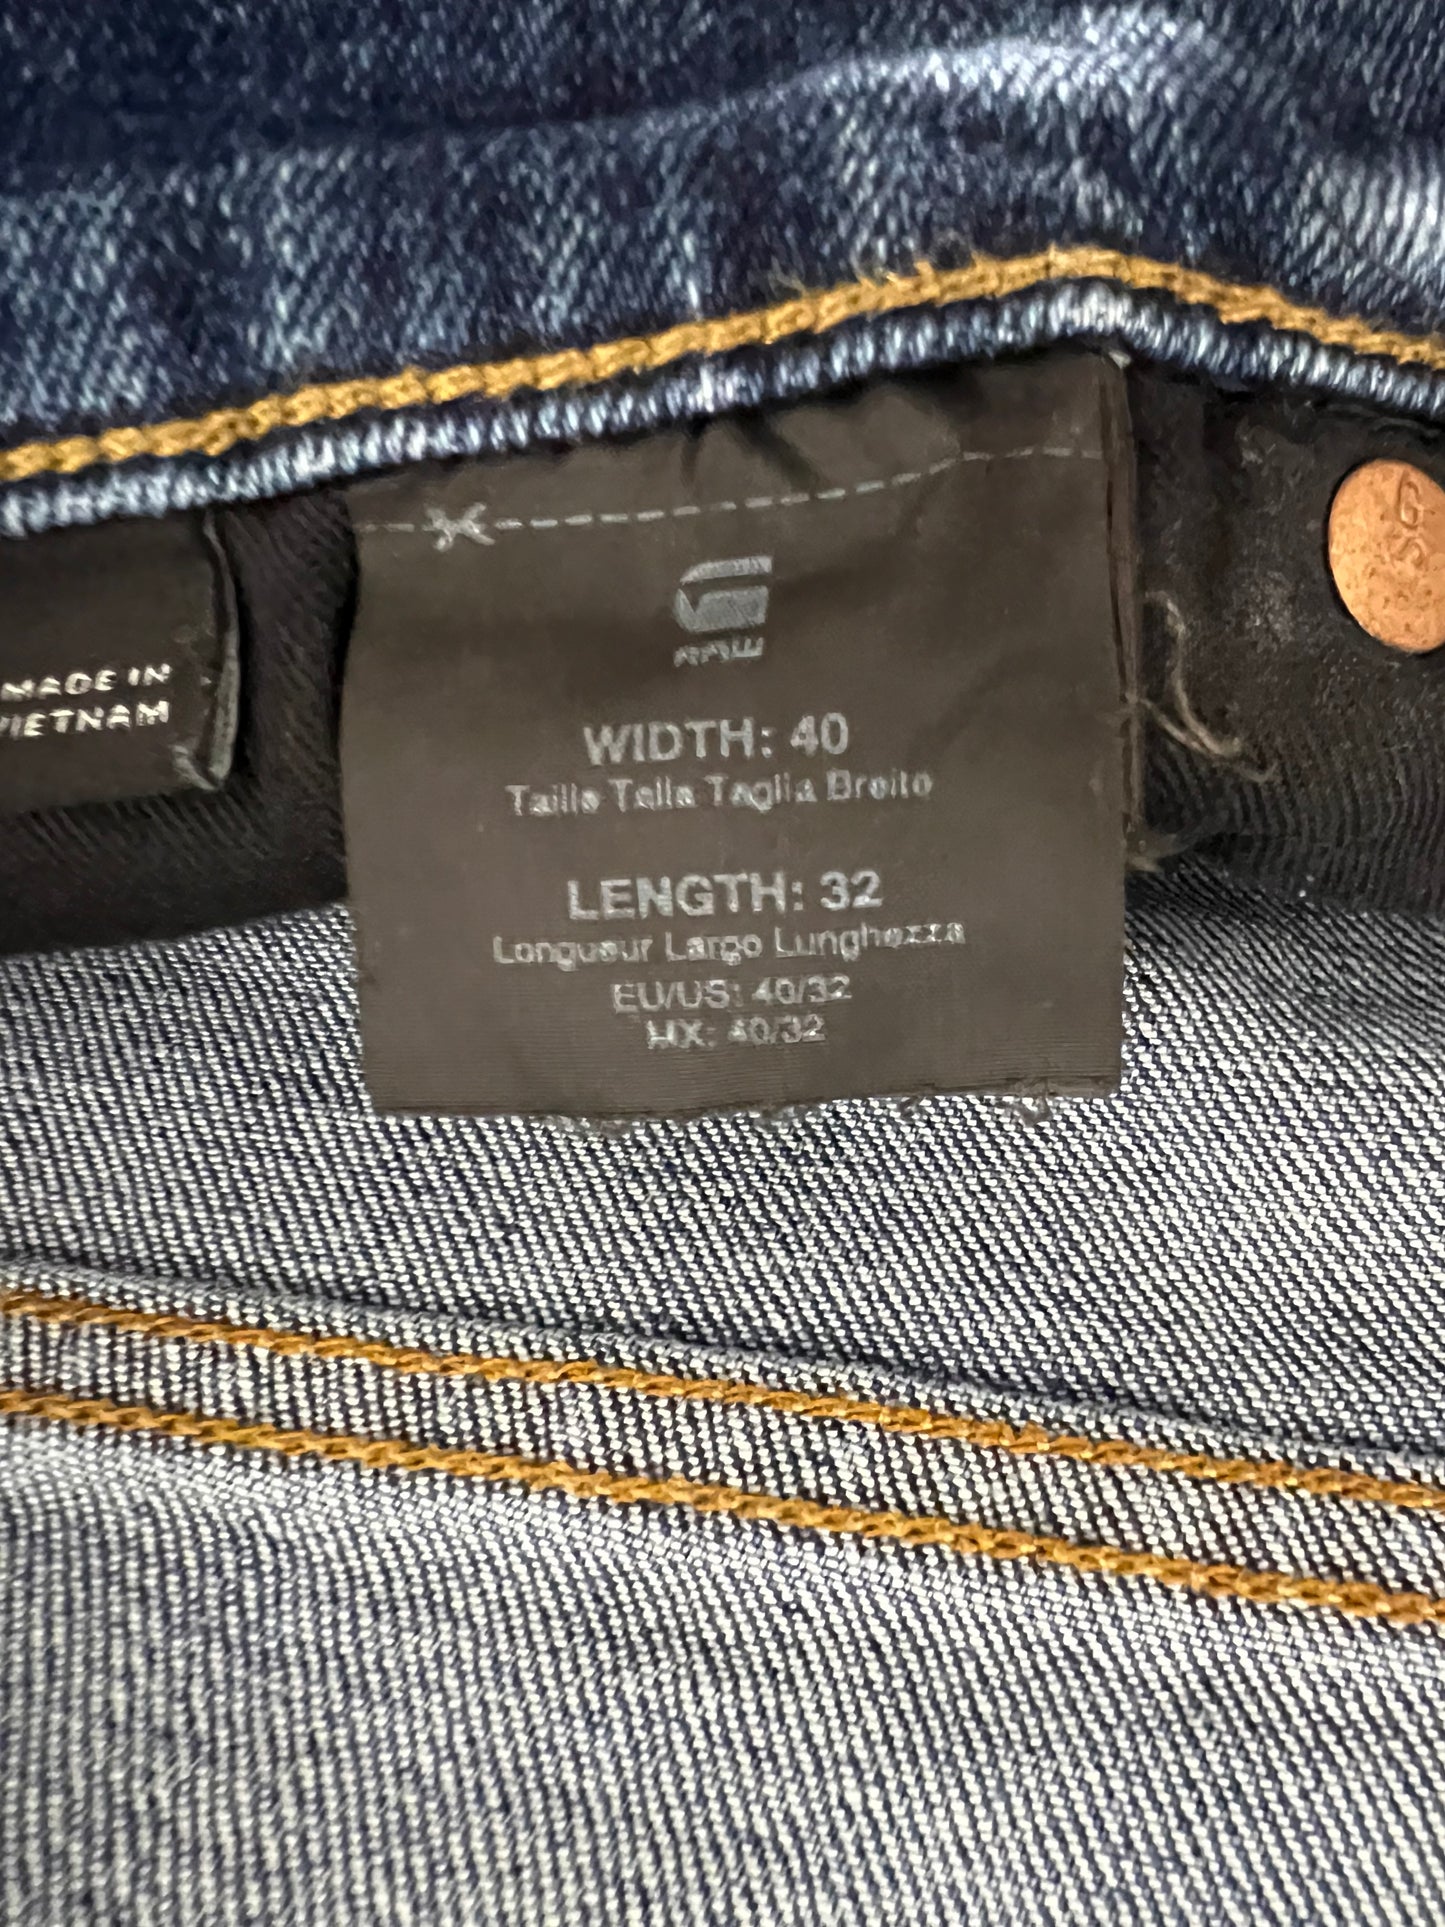 MADE IN
VIETNAM
RAW
WIDTH: 40
Taille Talla Taglia Breite
LENGTH: 32
Longueur Largo Lunghezza
EU/US: 40/32
MX: 40/32